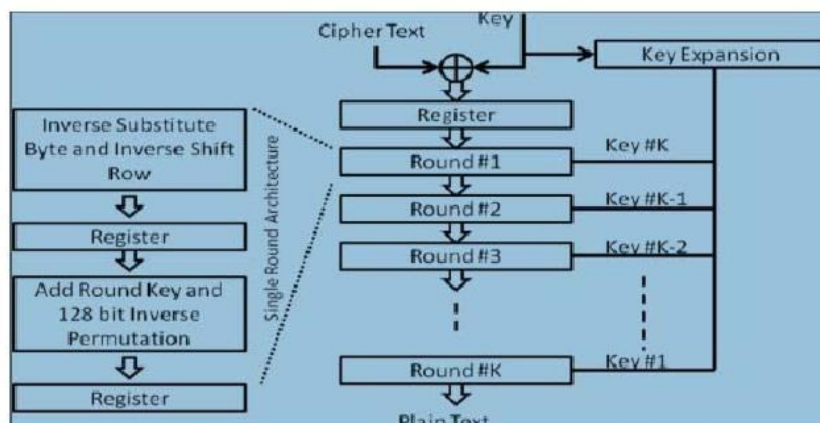 Key
Cipher Text
Key Expansion
Register
Round #1
Key #K
Round #2
Key #K-1
Round #3
Key #K-2
Round #K
Key #1
Plain Text
Single Round Architecture
Inverse Substitute
Byte and Inverse Shift
Row
Register
Add Round Key and
128 bit Inverse
Permutation
Register